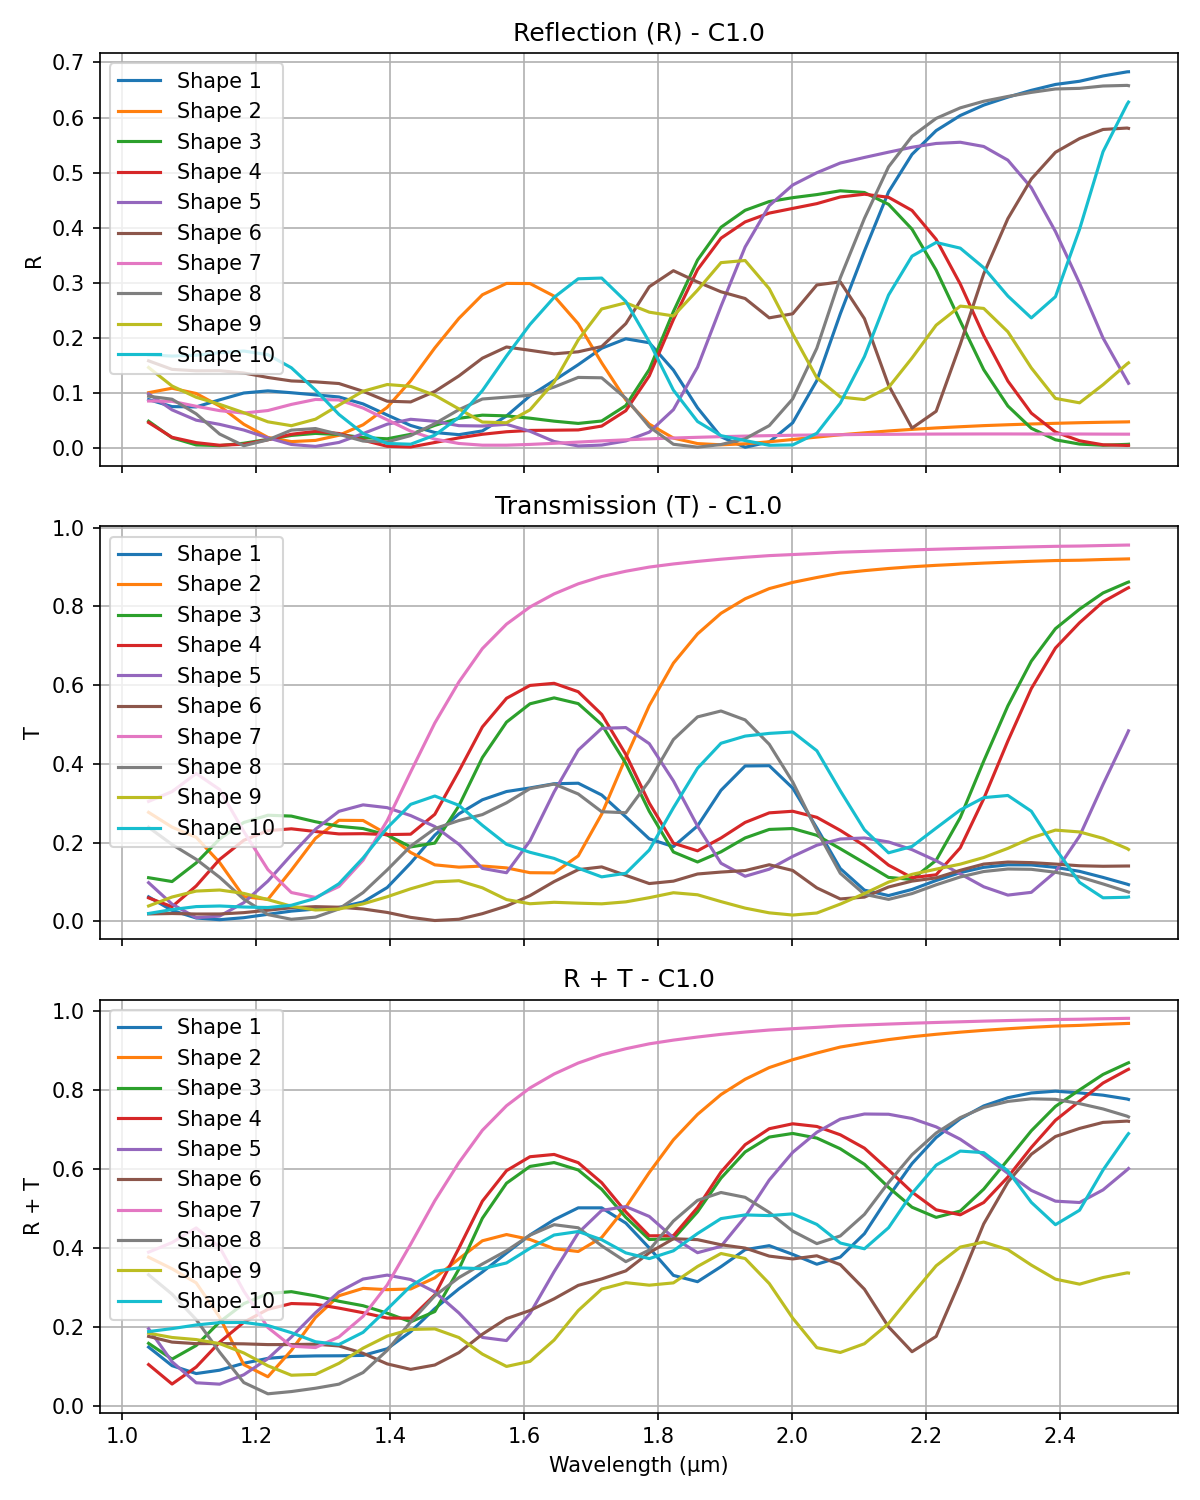 Reflection (R) - C1.0
0.7
0.6
0.5
0.4
0.3
0.2
0.1
0.0
R
Shape 1
Shape 2
Shape 3
Shape 4
Shape 5
Shape 6
Shape 7
Shape 8
Shape 9
Shape 10
Transmission (T) - C1.0
1.0
0.8
0.6
0.4
0.2
0.0
T
Shape 1
Shape 2
Shape 3
Shape 4
Shape 5
Shape 6
Shape 7
Shape 8
Shape 9
Shape 10
R + T - C1.0
1.0
0.8
0.6
0.4
0.2
0.0
R + T
Shape 1
Shape 2
Shape 3
Shape 4
Shape 5
Shape 6
Shape 7
Shape 8
Shape 9
Shape 10
1.0 1.2 1.4 1.6 1.8 2.0 2.2 2.4
Wavelength (μm)